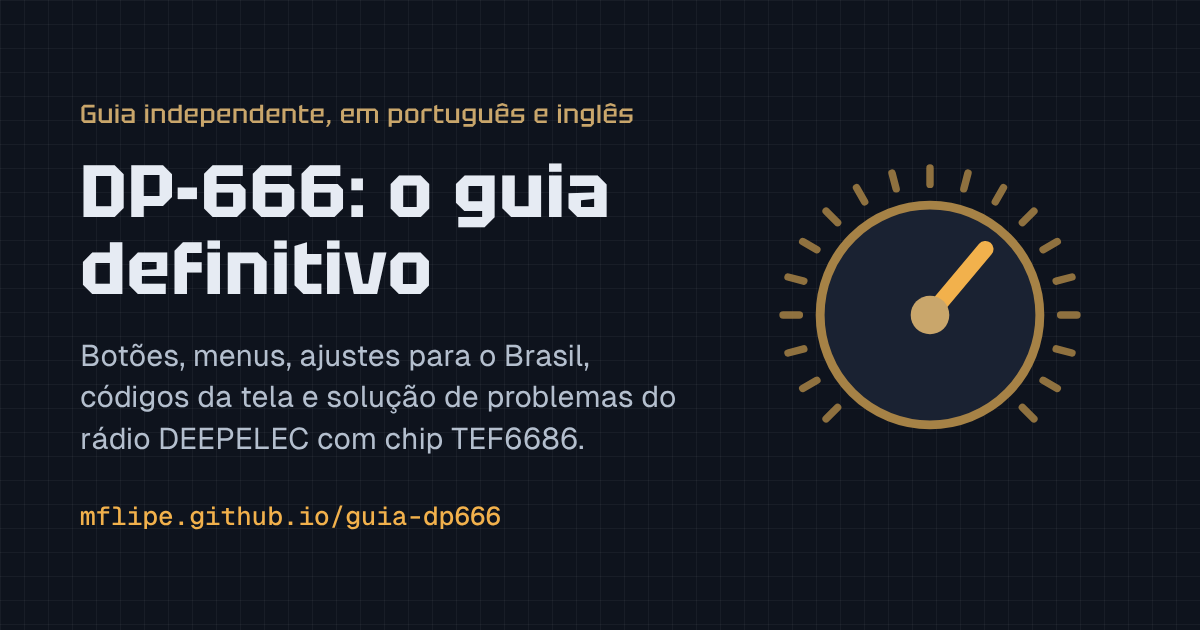 Guia independente, em português e inglês
DP-666: o guia
definitivo
Botões, menus, ajustes para o Brasil,
códigos da tela e solução de problemas do
rádio DEEPELEC com chip TEF6686.
mflipe.github.io/guia-dp666